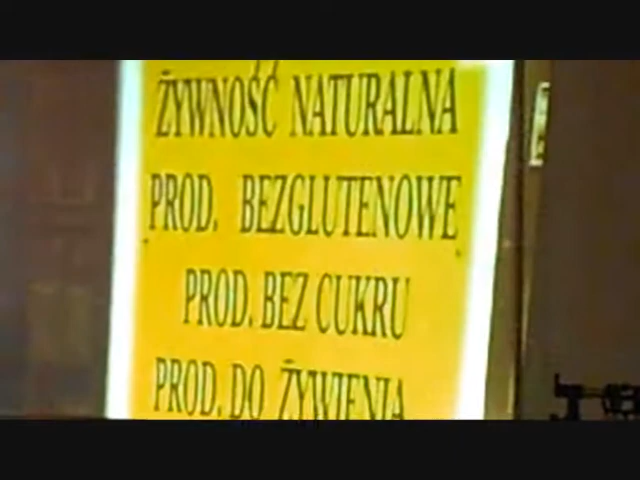 ŻYWNOŚĆ NATURALNA
PROD. BEZGLUTENOWE
PROD. BEZ CUKRU
PROD. DO ŻYWIENIA